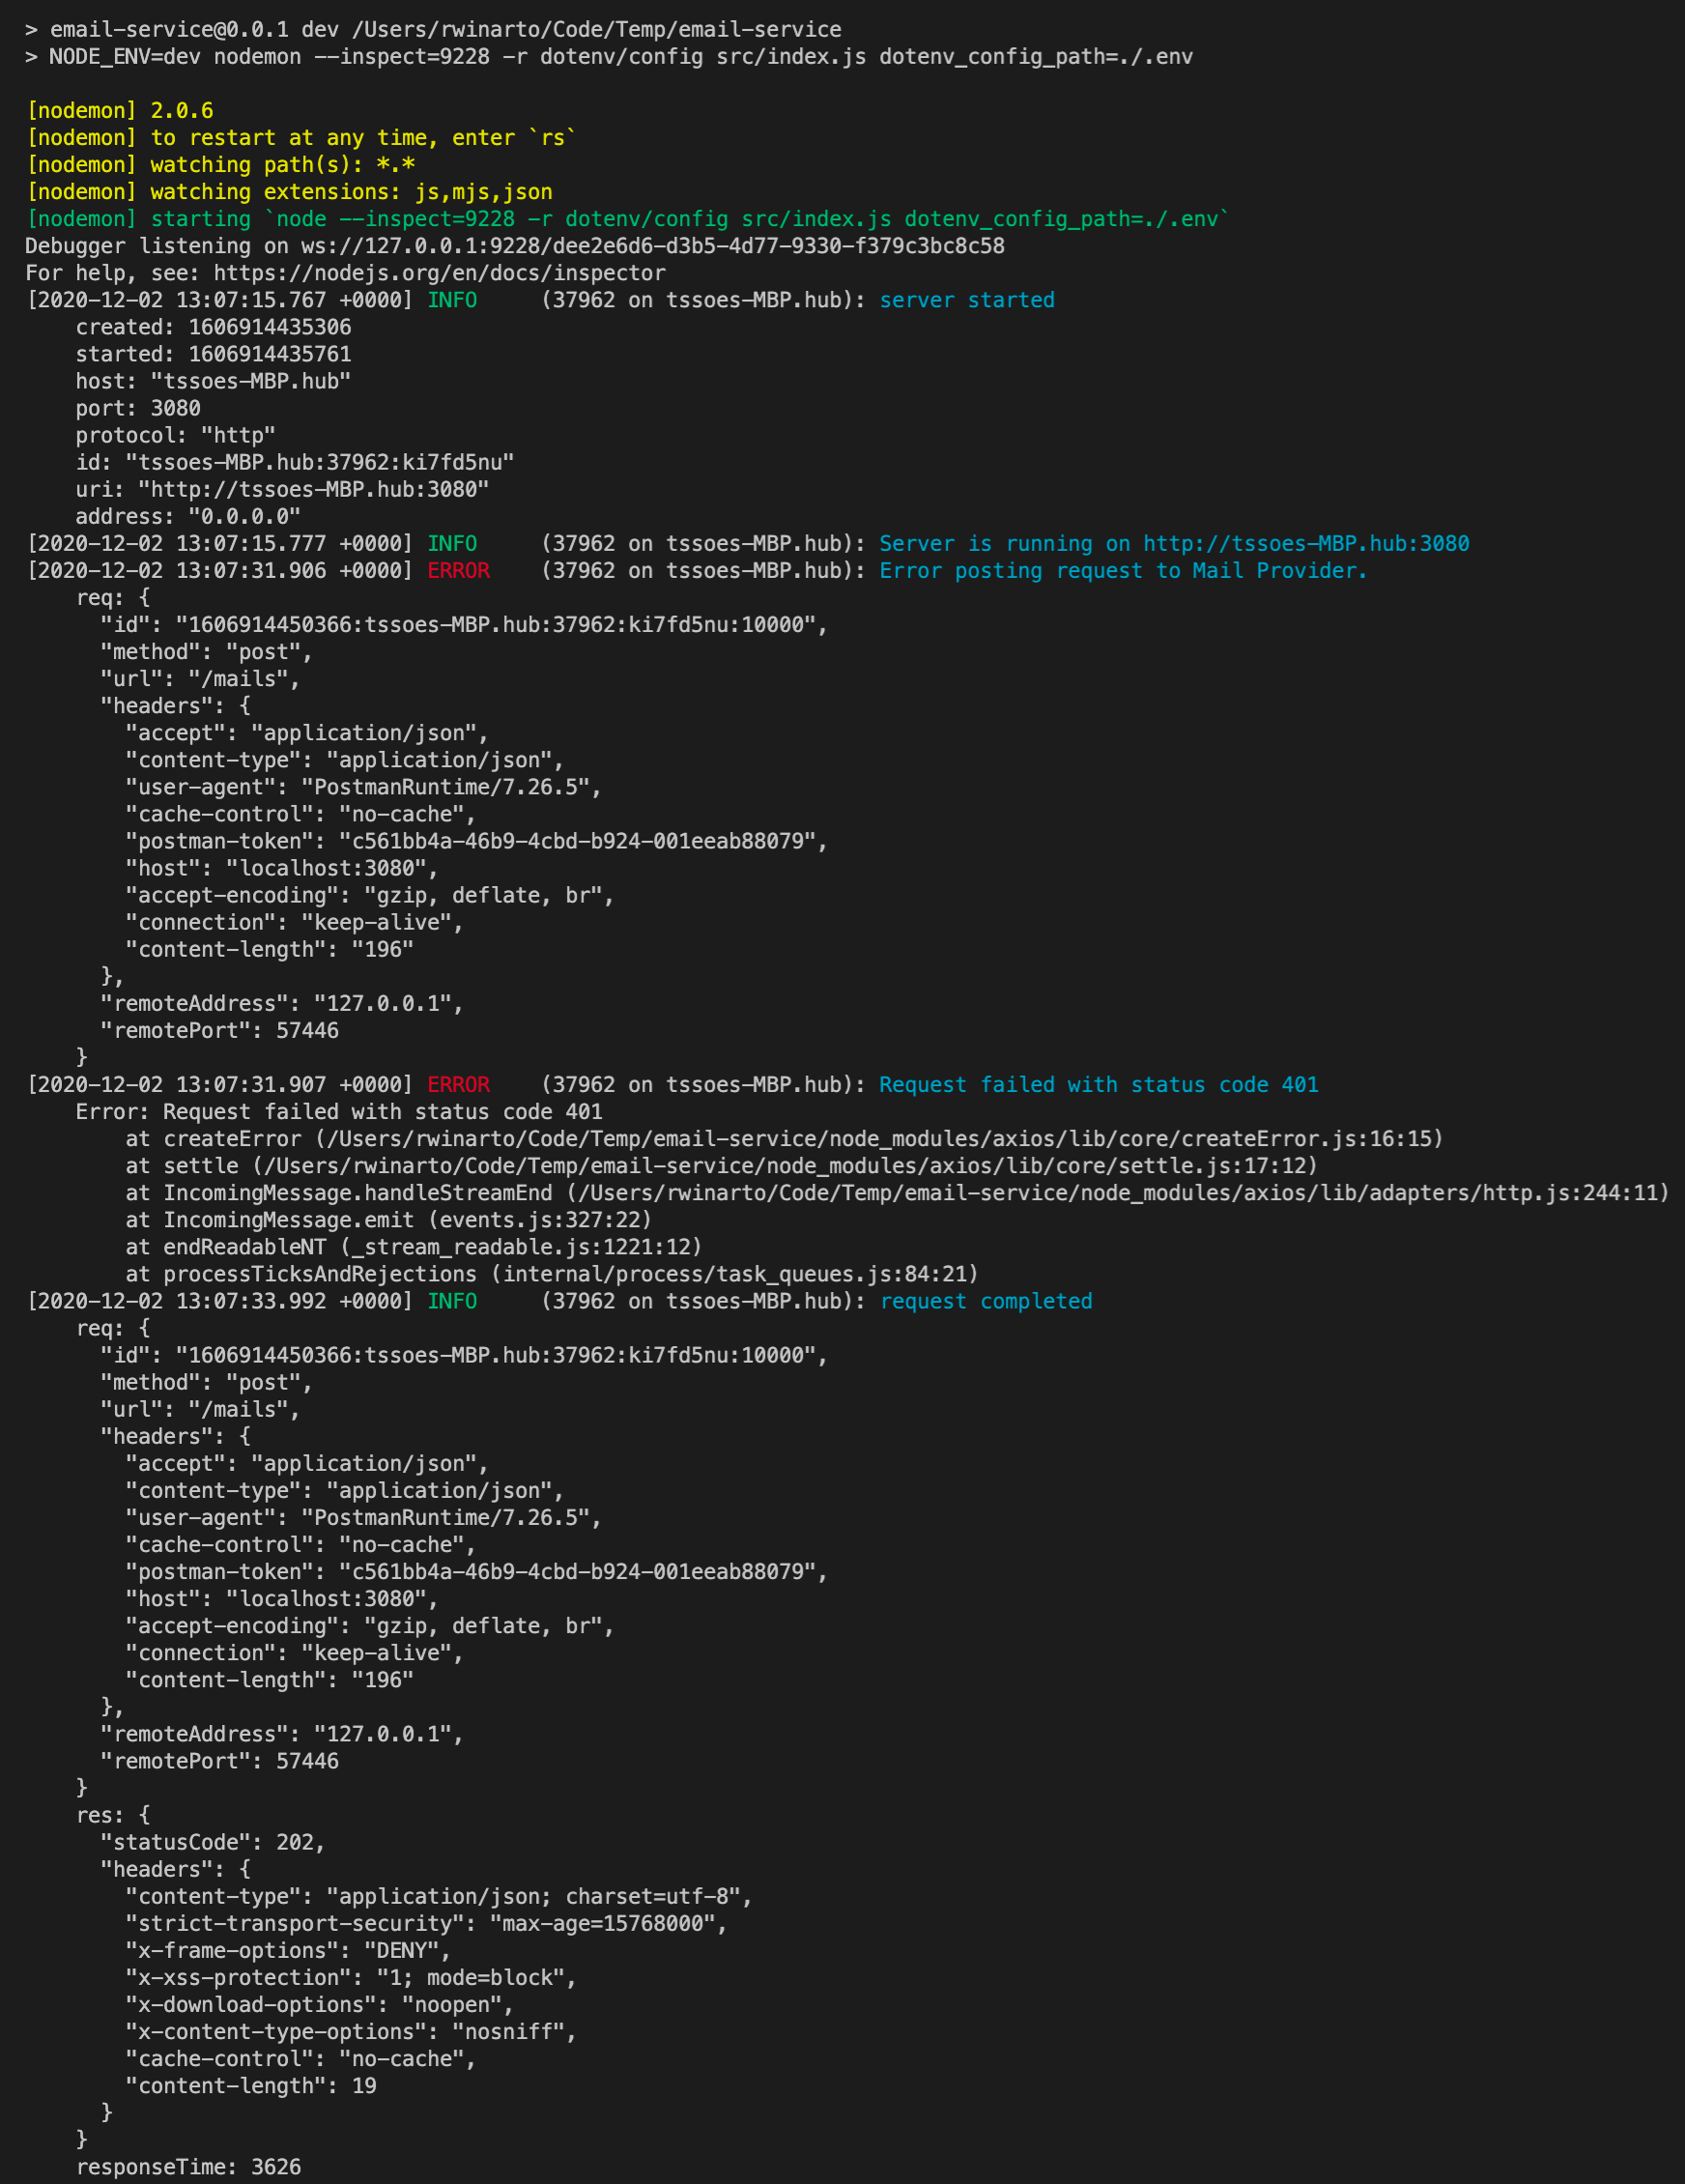 > email-service@0.0.1 dev /Users/rwinarto/Code/Temp/email-service
> NODE_ENV=dev nodemon --inspect=9228 -r dotenv/config src/index.js dotenv_config_path=./.env

[nodemon] 2.0.6
[nodemon] to restart at any time, enter `rs`
[nodemon] watching path(s): *.*
[nodemon] watching extensions: js,mjs,json
[nodemon] starting `node --inspect=9228 -r dotenv/config src/index.js dotenv_config_path=./.env`
Debugger listening on ws://127.0.0.1:9228/dee2e6d6-d3b5-4d77-9330-f379c3bc8c58
For help, see: https://nodejs.org/en/docs/inspector
[2020-12-02 13:07:15.767 +0000] INFO     (37962 on tssoes-MBP.hub): server started
    created: 1606914435306
    started: 1606914435761
    host: "tssoes-MBP.hub"
    port: 3080
    protocol: "http"
    id: "tssoes-MBP.hub:37962:ki7fd5nu"
    uri: "http://tssoes-MBP.hub:3080"
    address: "0.0.0.0"
[2020-12-02 13:07:15.777 +0000] INFO     (37962 on tssoes-MBP.hub): Server is running on http://tssoes-MBP.hub:3080
[2020-12-02 13:07:31.906 +0000] ERROR    (37962 on tssoes-MBP.hub): Error posting request to Mail Provider.
    req: {
      "id": "1606914450366:tssoes-MBP.hub:37962:ki7fd5nu:10000",
      "method": "post",
      "url": "/mails",
      "headers": {
        "accept": "application/json",
        "content-type": "application/json",
        "user-agent": "PostmanRuntime/7.26.5",
        "cache-control": "no-cache",
        "postman-token": "c561bb4a-46b9-4cbd-b924-001eeab88079",
        "host": "localhost:3080",
        "accept-encoding": "gzip, deflate, br",
        "connection": "keep-alive",
        "content-length": "196"
      },
      "remoteAddress": "127.0.0.1",
      "remotePort": 57446
    }
[2020-12-02 13:07:31.907 +0000] ERROR    (37962 on tssoes-MBP.hub): Request failed with status code 401
    Error: Request failed with status code 401
        at createError (/Users/rwinarto/Code/Temp/email-service/node_modules/axios/lib/core/createError.js:16:15)
        at settle (/Users/rwinarto/Code/Temp/email-service/node_modules/axios/lib/core/settle.js:17:12)
        at IncomingMessage.handleStreamEnd (/Users/rwinarto/Code/Temp/email-service/node_modules/axios/lib/adapters/http.js:244:11)
        at IncomingMessage.emit (events.js:327:22)
        at endReadableNT (_stream_readable.js:1221:12)
        at processTicksAndRejections (internal/process/task_queues.js:84:21)
[2020-12-02 13:07:33.992 +0000] INFO     (37962 on tssoes-MBP.hub): request completed
    req: {
      "id": "1606914450366:tssoes-MBP.hub:37962:ki7fd5nu:10000",
      "method": "post",
      "url": "/mails",
      "headers": {
        "accept": "application/json",
        "content-type": "application/json",
        "user-agent": "PostmanRuntime/7.26.5",
        "cache-control": "no-cache",
        "postman-token": "c561bb4a-46b9-4cbd-b924-001eeab88079",
        "host": "localhost:3080",
        "accept-encoding": "gzip, deflate, br",
        "connection": "keep-alive",
        "content-length": "196"
      },
      "remoteAddress": "127.0.0.1",
      "remotePort": 57446
    }
    res: {
      "statusCode": 202,
      "headers": {
        "content-type": "application/json; charset=utf-8",
        "strict-transport-security": "max-age=15768000",
        "x-frame-options": "DENY",
        "x-xss-protection": "1; mode=block",
        "x-download-options": "noopen",
        "x-content-type-options": "nosniff",
        "cache-control": "no-cache",
        "content-length": 19
      }
    }
    responseTime: 3626